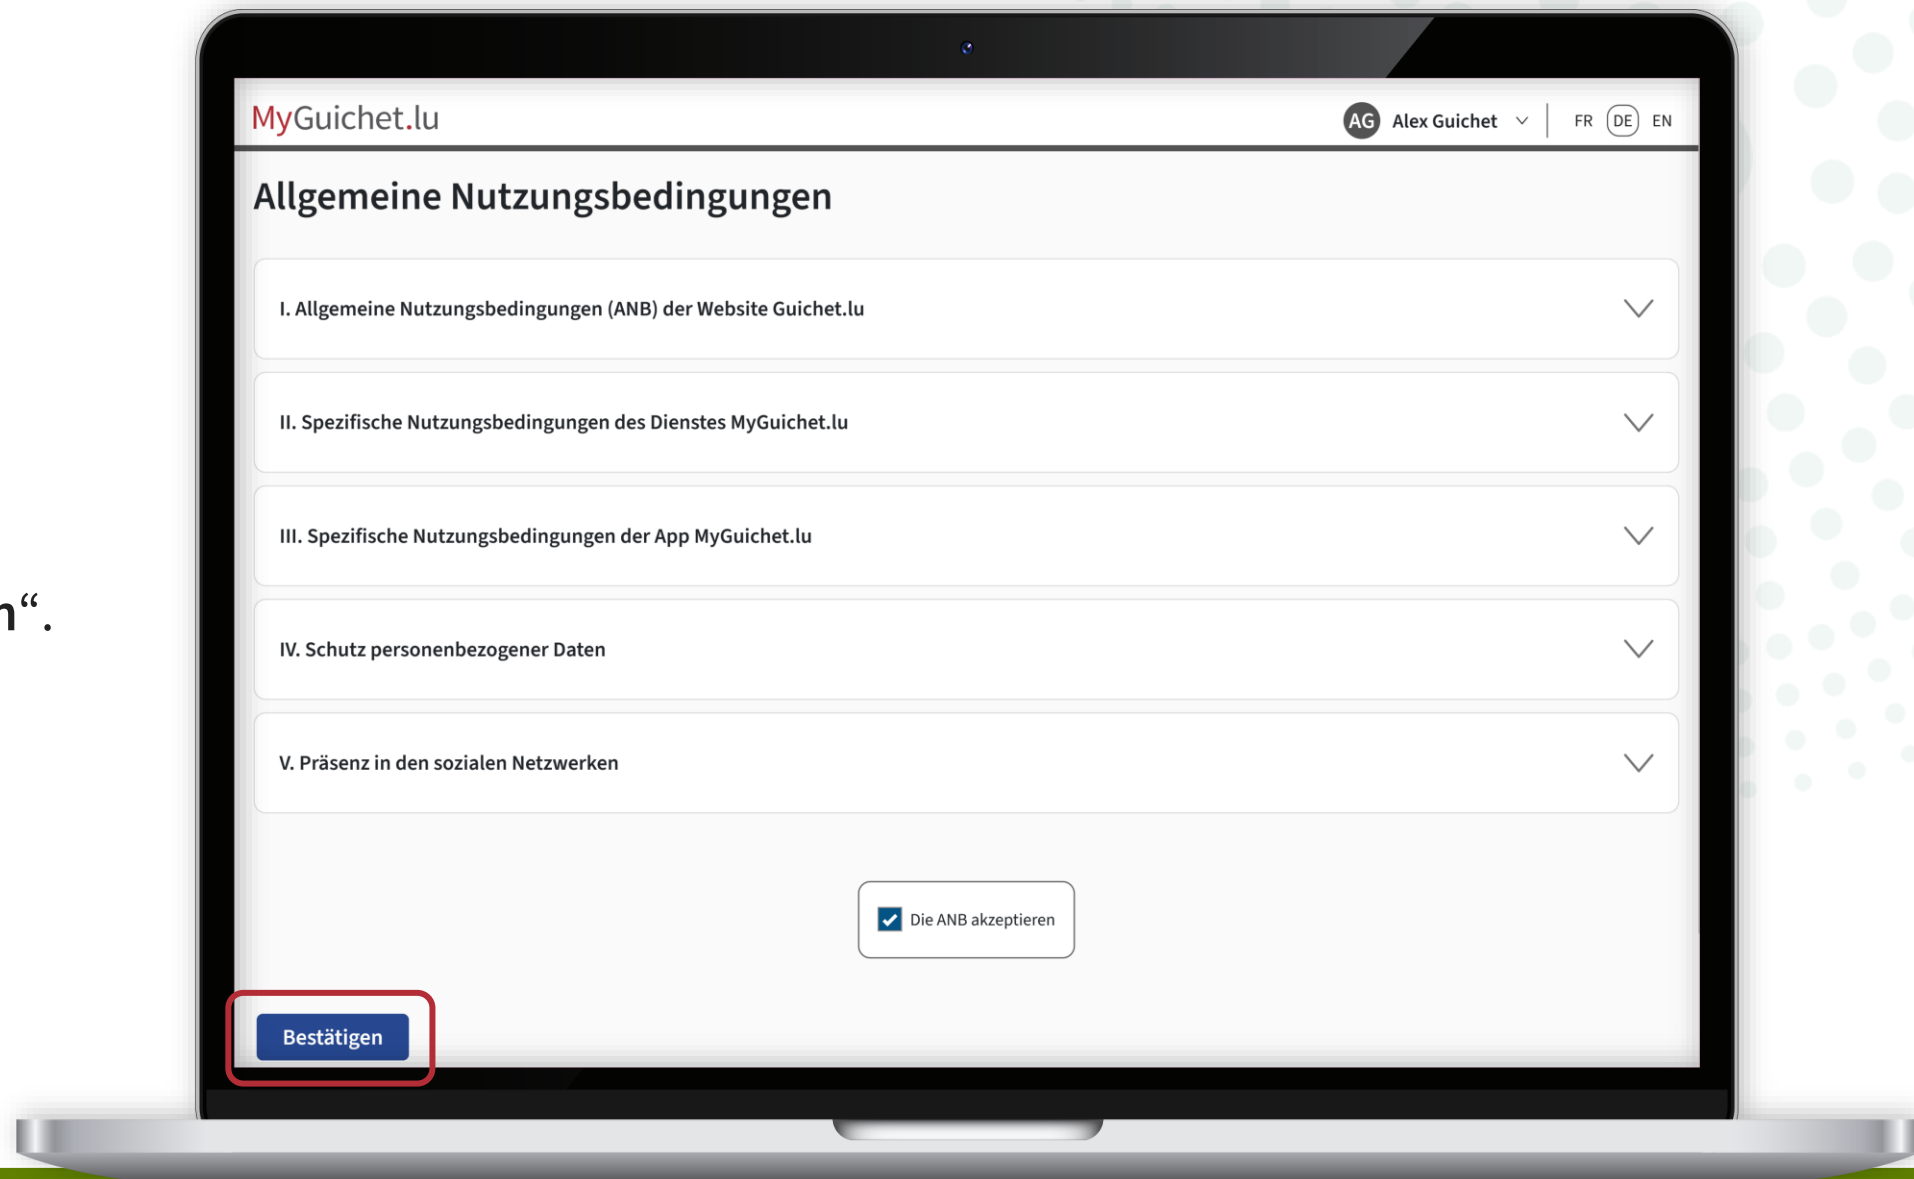 MyGuichet.lu
AG Alex Guichet FR DE EN
Allgemeine Nutzungsbedingungen
I. Allgemeine Nutzungsbedingungen (ANB) der Website Guichet.lu
II. Spezifische Nutzungsbedingungen des Dienstes MyGuichet.lu
III. Spezifische Nutzungsbedingungen der App MyGuichet.lu
IV. Schutz personenbezogener Daten
V. Präsenz in den sozialen Netzwerken
Die ANB akzeptieren
Bestätigen